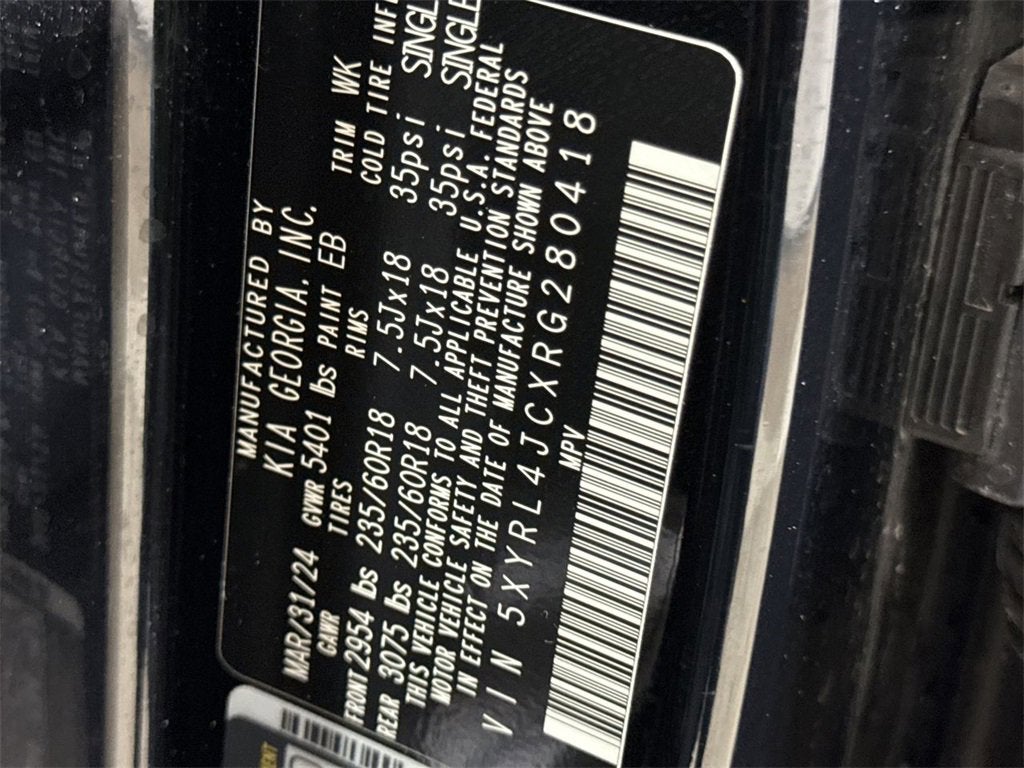 MANUFACTURED BY
KIA GEORGIA, INC.
MAR/31/24 GVWR 5401 lbs PAINT EB TRIM WK
GAWR TIRES RIMS COLD TIRE INF
FRONT 2954 lbs 235/60R18 7.5Jx18 35psi SINGLE
REAR 3075 lbs 235/60R18 7.5Jx18 35psi SINGLE
THIS VEHICLE CONFORMS TO ALL APPLICABLE U.S.A. FEDERAL
MOTOR VEHICLE SAFETY AND THEFT PREVENTION STANDARDS
IN EFFECT ON THE DATE OF MANUFACTURE SHOWN ABOVE
VIN 5XYRL4JCXRG280418
MPV